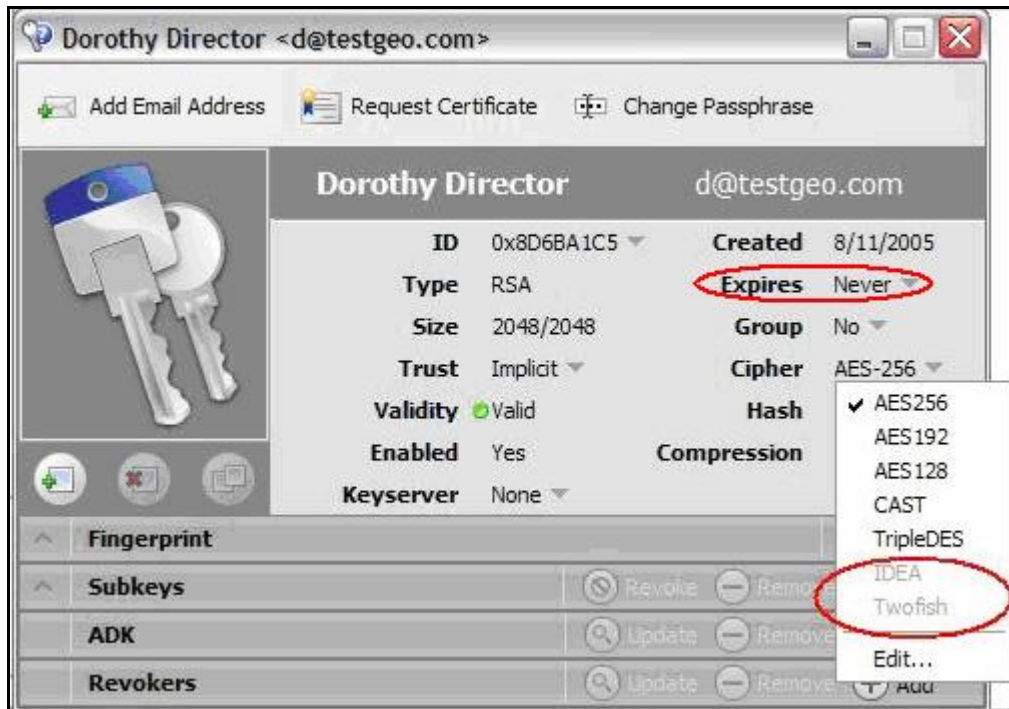 Dorothy Director <d@testgeo.com>
Add Email Address Request Certificate Change Passphrase
Dorothy Director d@testgeo.com
ID 0x8D6BA1C5 Created 8/11/2005
Type RSA Expires Never
Size 2048/2048 Group No
Trust Implicit Cipher AES-256
Validity Valid Hash
Enabled Yes Compression
Keyserver None
AES256
AES192
AES128
CAST
TripleDES
IDEA
Twofish
Edit...
Fingerprint
Subkeys Revoke Remove
ADK Update Remove
Revokers Update Remove Add